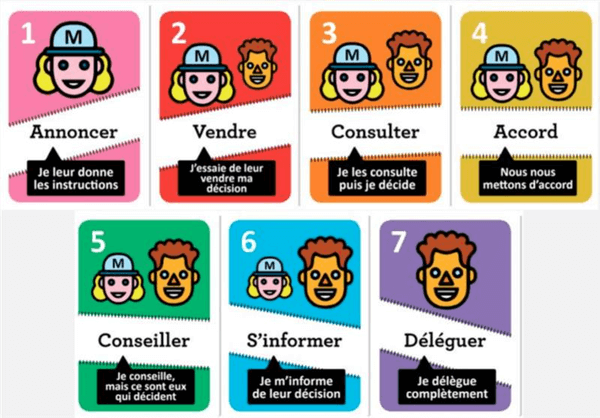 1
M
Annoncer
Je leur donne
les instructions
2
M
Vendre
J'essaie de leur
vendre ma
décision
3
M
Consulter
Je les consulte
puis je décide
4
M
Accord
Nous nous
mettons d'accord
5
M
Conseiller
Je conseille,
mais ce sont eux
qui décident
6
M
S'informer
Je m'informe
de leur décision
7
Déléguer
Je délègue
complètement